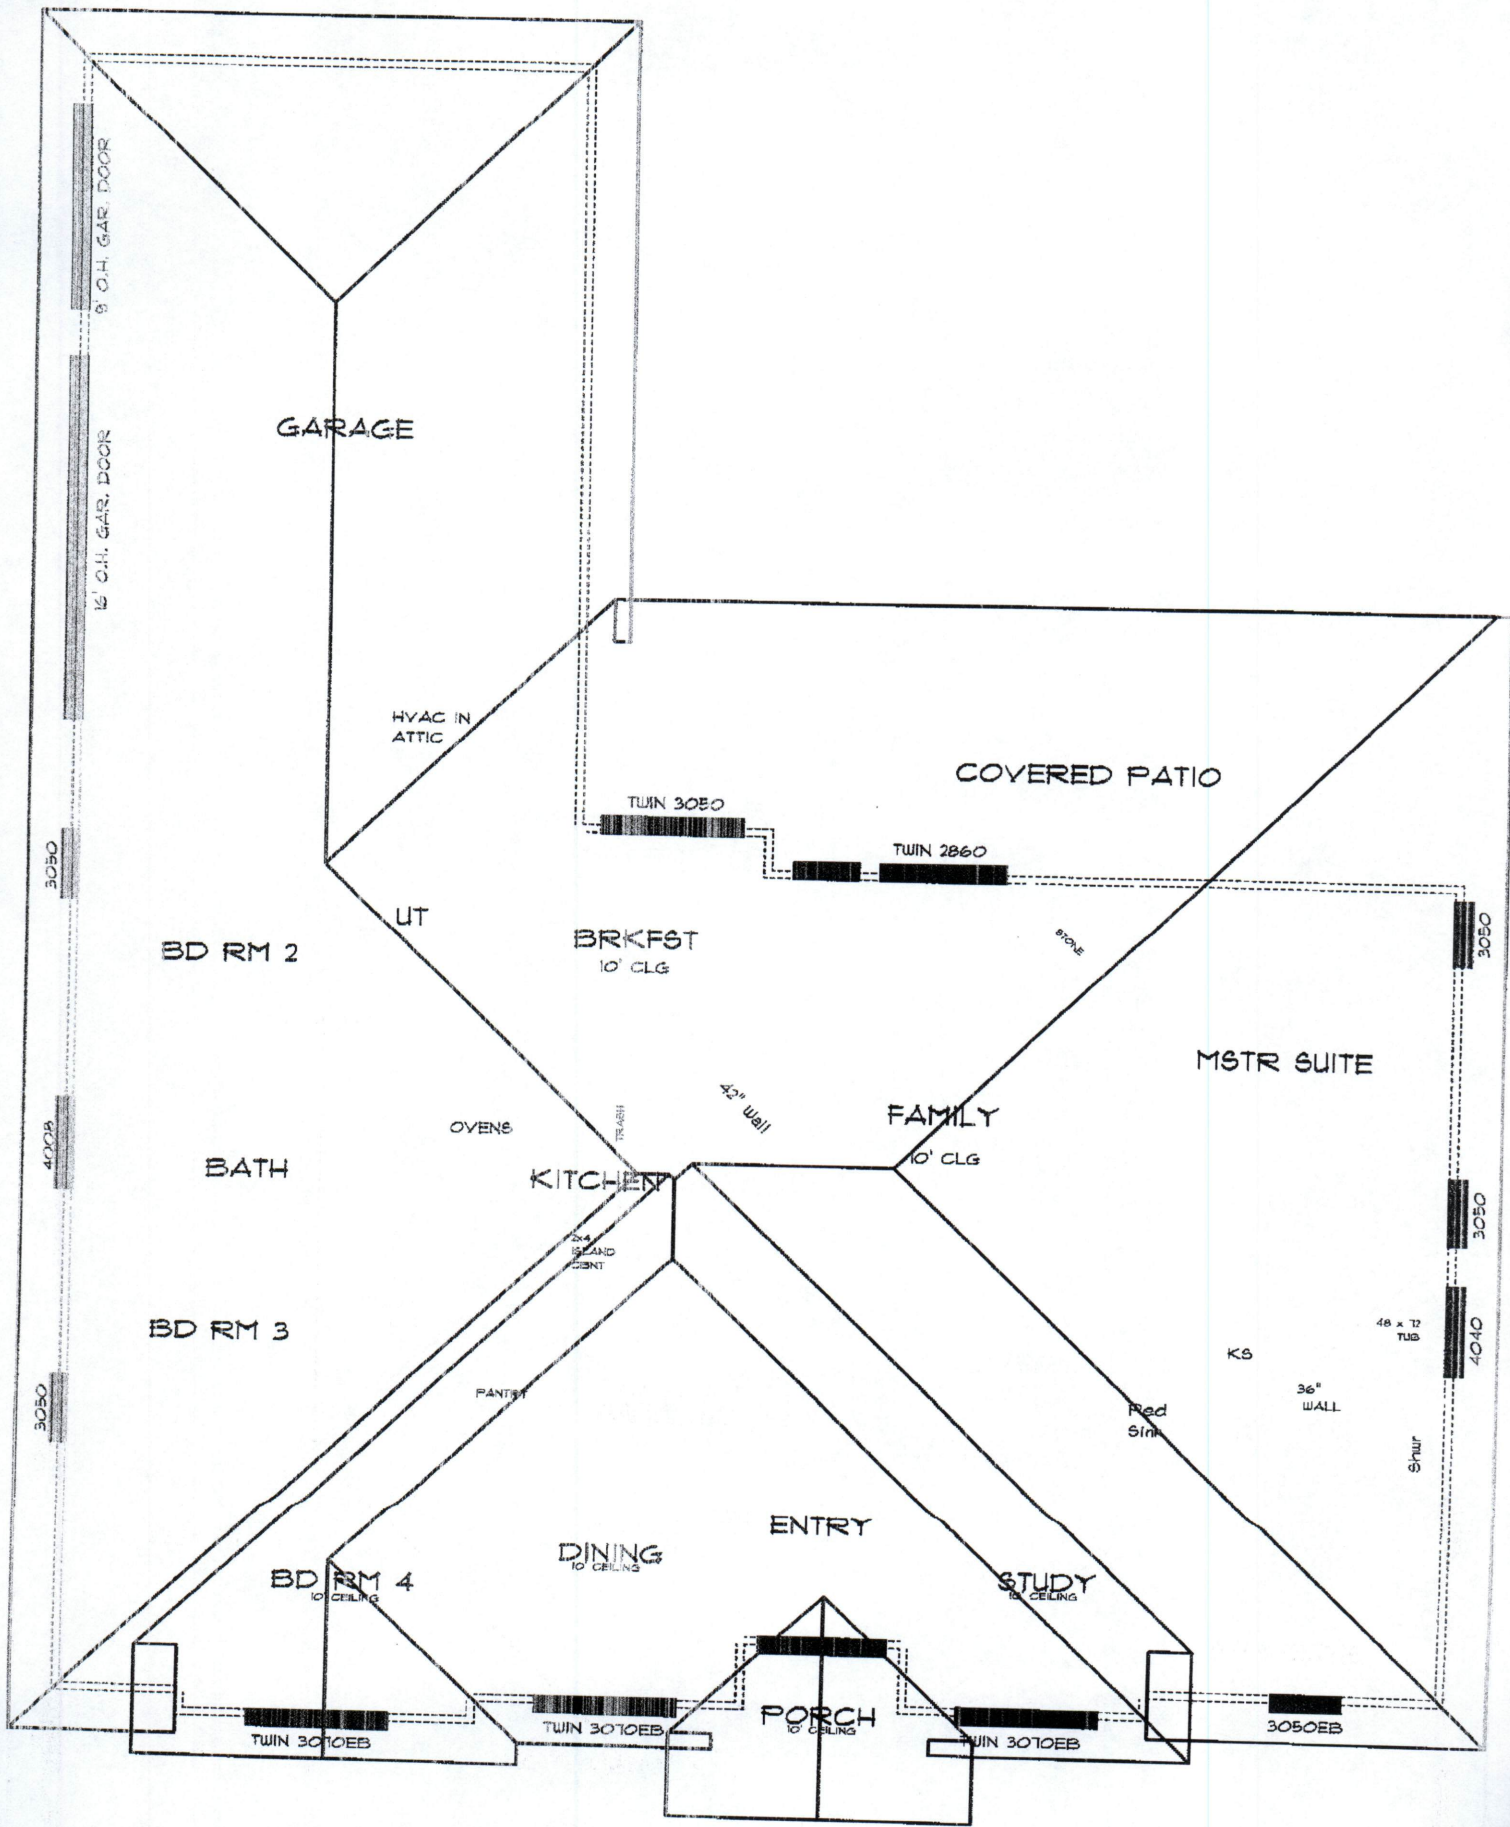 9' O.H. GAR. DOOR
GARAGE
16' O.H. GAR. DOOR
HVAC IN
ATTIC
COVERED PATIO
TWIN 3050
TWIN 2860
3050
UT
BRKFST
10' CLG
STONE
3050
BD RM 2
MSTR SUITE
42" Wall
FAMILY
10' CLG
OVENS
TRASH
4008
BATH
KITCHEN
3050
2x4
ISLAND
CBNT
BD RM 3
48 x 72
TUB
4040
KS
36"
WALL
PANTRY
3050
Ped
Sink
Shwr
ENTRY
DINING
10' CEILING
BD RM 4
10' CEILING
STUDY
10' CEILING
PORCH
10' CEILING
TWIN 3070EB
TWIN 3070EB
TWIN 3070EB
3050EB